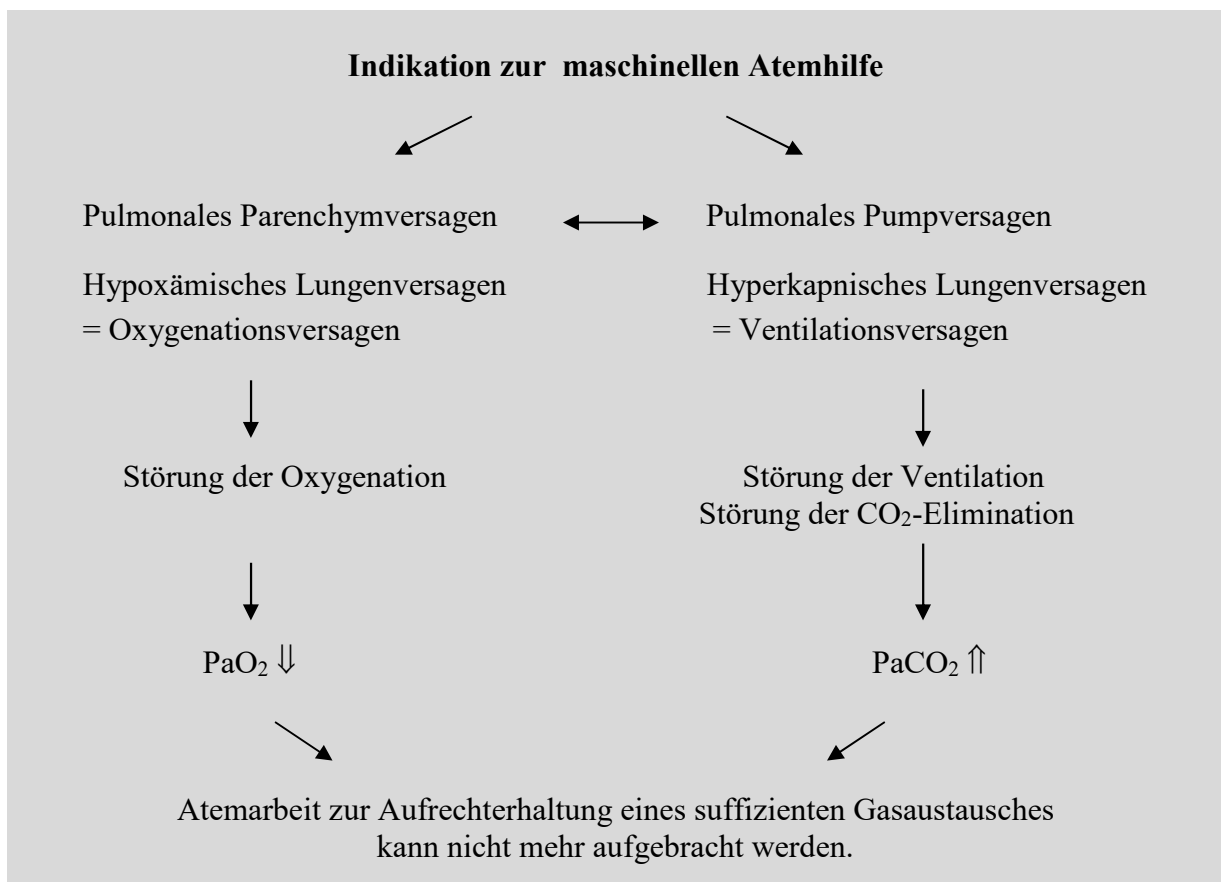 Indikation zur maschinellen Atemhilfe
Pulmonales Parenchymversagen
Pulmonales Pumpversagen
Hypoxämisches Lungenversagen
= Oxygenationsversagen
Hyperkapnisches Lungenversagen
= Ventilationsversagen
Störung der Oxygenation
Störung der Ventilation
Störung der CO₂-Elimination
PaO₂ ⇓
PaCO₂ ⇑
Atemarbeit zur Aufrechterhaltung eines suffizienten Gasaustausches
kann nicht mehr aufgebracht werden.